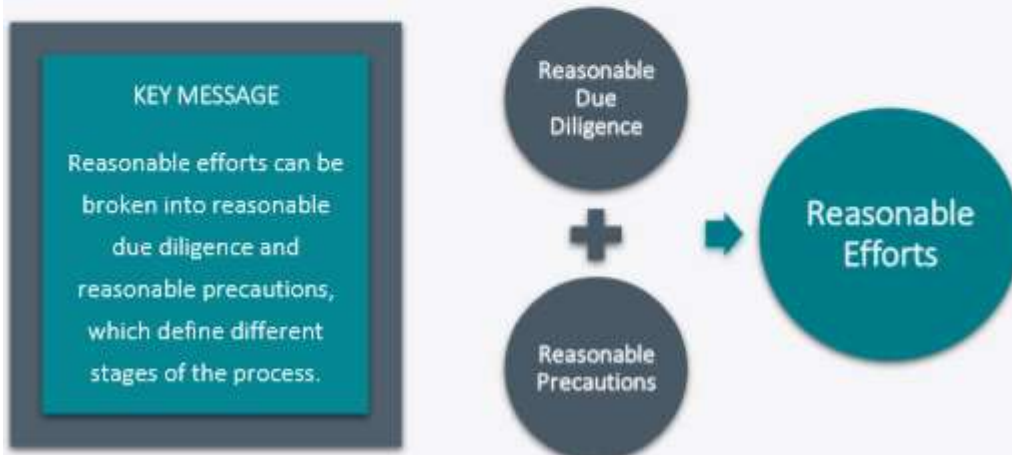 KEY MESSAGE
Reasonable efforts can be
broken into reasonable
due diligence and
reasonable precautions,
which define different
stages of the process.
Reasonable
Due
Diligence
Reasonable
Precautions
Reasonable
Efforts